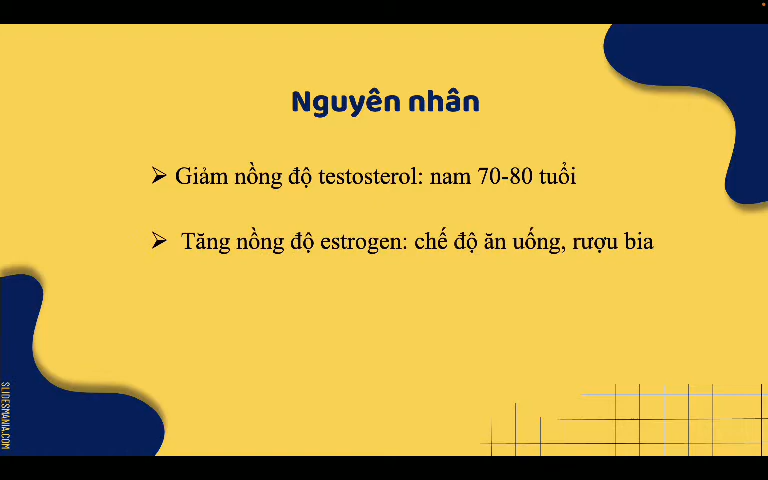 Nguyên nhân
➢ Giảm nồng độ testosterol: nam 70-80 tuổi
➢ Tăng nồng độ estrogen: chế độ ăn uống, rượu bia
SLIDESMANIA.COM